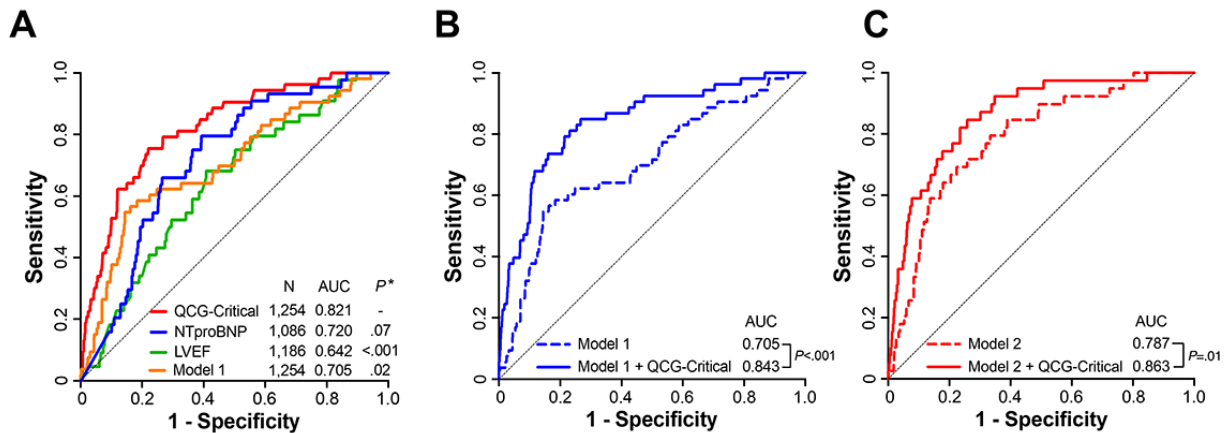 A
Sensitivity
1.0
0.8
0.6
0.4
0.2
0
N AUC P*
QCG-Critical 1,254 0.821 -
NTproBNP 1,086 0.720 .07
LVEF 1,186 0.642 <.001
Model 1 1,254 0.705 .02
0 0.2 0.4 0.6 0.8 1.0
1 - Specificity
B
Sensitivity
1.0
0.8
0.6
0.4
0.2
0
AUC
Model 1 0.705
P<.001
Model 1 + QCG-Critical 0.843
0 0.2 0.4 0.6 0.8 1.0
1 - Specificity
C
Sensitivity
1.0
0.8
0.6
0.4
0.2
0
AUC
Model 2 0.787
P=.01
Model 2 + QCG-Critical 0.863
0 0.2 0.4 0.6 0.8 1.0
1 - Specificity